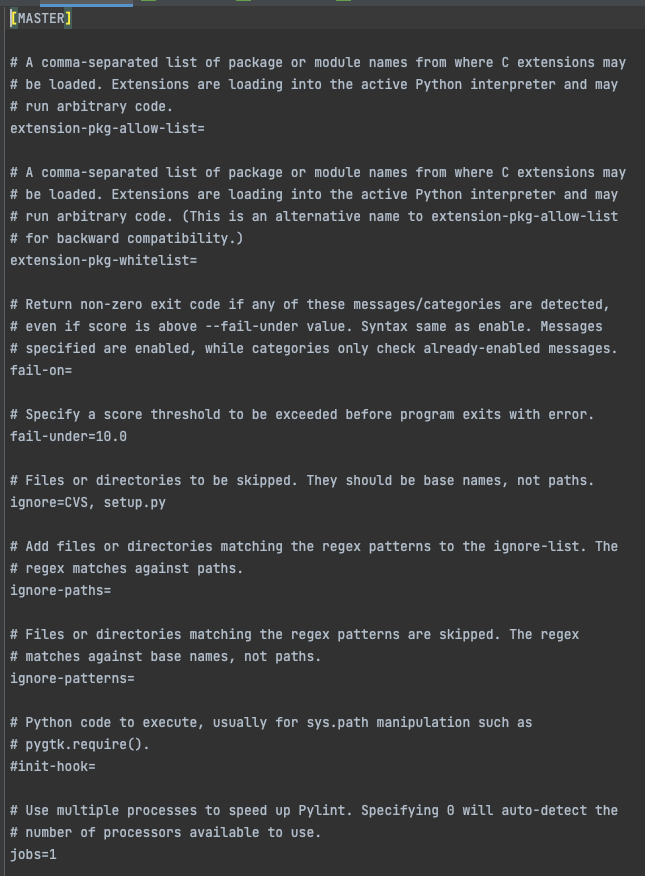 [MASTER]
# A comma-separated list of package or module names from where C extensions may
# be loaded. Extensions are loading into the active Python interpreter and may
# run arbitrary code.
extension-pkg-allow-list=
# A comma-separated list of package or module names from where C extensions may
# be loaded. Extensions are loading into the active Python interpreter and may
# run arbitrary code. (This is an alternative name to extension-pkg-allow-list
# for backward compatibility.)
extension-pkg-whitelist=
# Return non-zero exit code if any of these messages/categories are detected,
# even if score is above --fail-under value. Syntax same as enable. Messages
# specified are enabled, while categories only check already-enabled messages.
fail-on=
# Specify a score threshold to be exceeded before program exits with error.
fail-under=10.0
# Files or directories to be skipped. They should be base names, not paths.
ignore=CVS, setup.py
# Add files or directories matching the regex patterns to the ignore-list. The
# regex matches against paths.
ignore-paths=
# Files or directories matching the regex patterns are skipped. The regex
# matches against base names, not paths.
ignore-patterns=
# Python code to execute, usually for sys.path manipulation such as
# pygtk.require().
#init-hook=
# Use multiple processes to speed up Pylint. Specifying 0 will auto-detect the
# number of processors available to use.
jobs=1